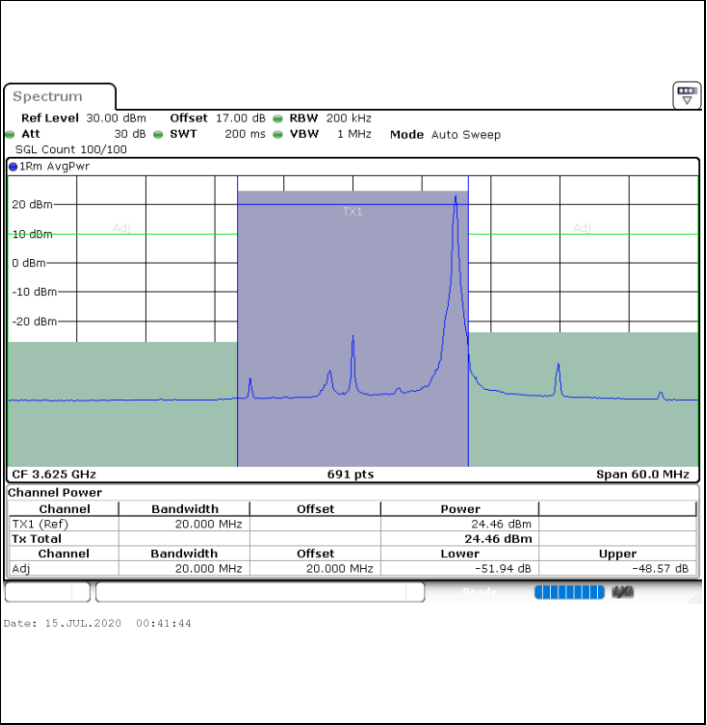 Spectrum
Ref Level 30.00 dBm Offset 17.00 dB RBW 200 kHz
Att 30 dB SWT 200 ms VBW 1 MHz Mode Auto Sweep
SGL Count 100/100
1Rm AvgPwr
20 dBm
TX1
10 dBm Adj Adj
0 dBm
-10 dBm
-20 dBm
CF 3.625 GHz 691 pts Span 60.0 MHz
Channel Power
Channel Bandwidth Offset Power
TX1 (Ref) 20.000 MHz 24.46 dBm
Tx Total 24.46 dBm
Channel Bandwidth Offset Lower Upper
Adj 20.000 MHz 20.000 MHz -51.94 dB -48.57 dB
Ready
Date: 15.JUL.2020 00:41:44